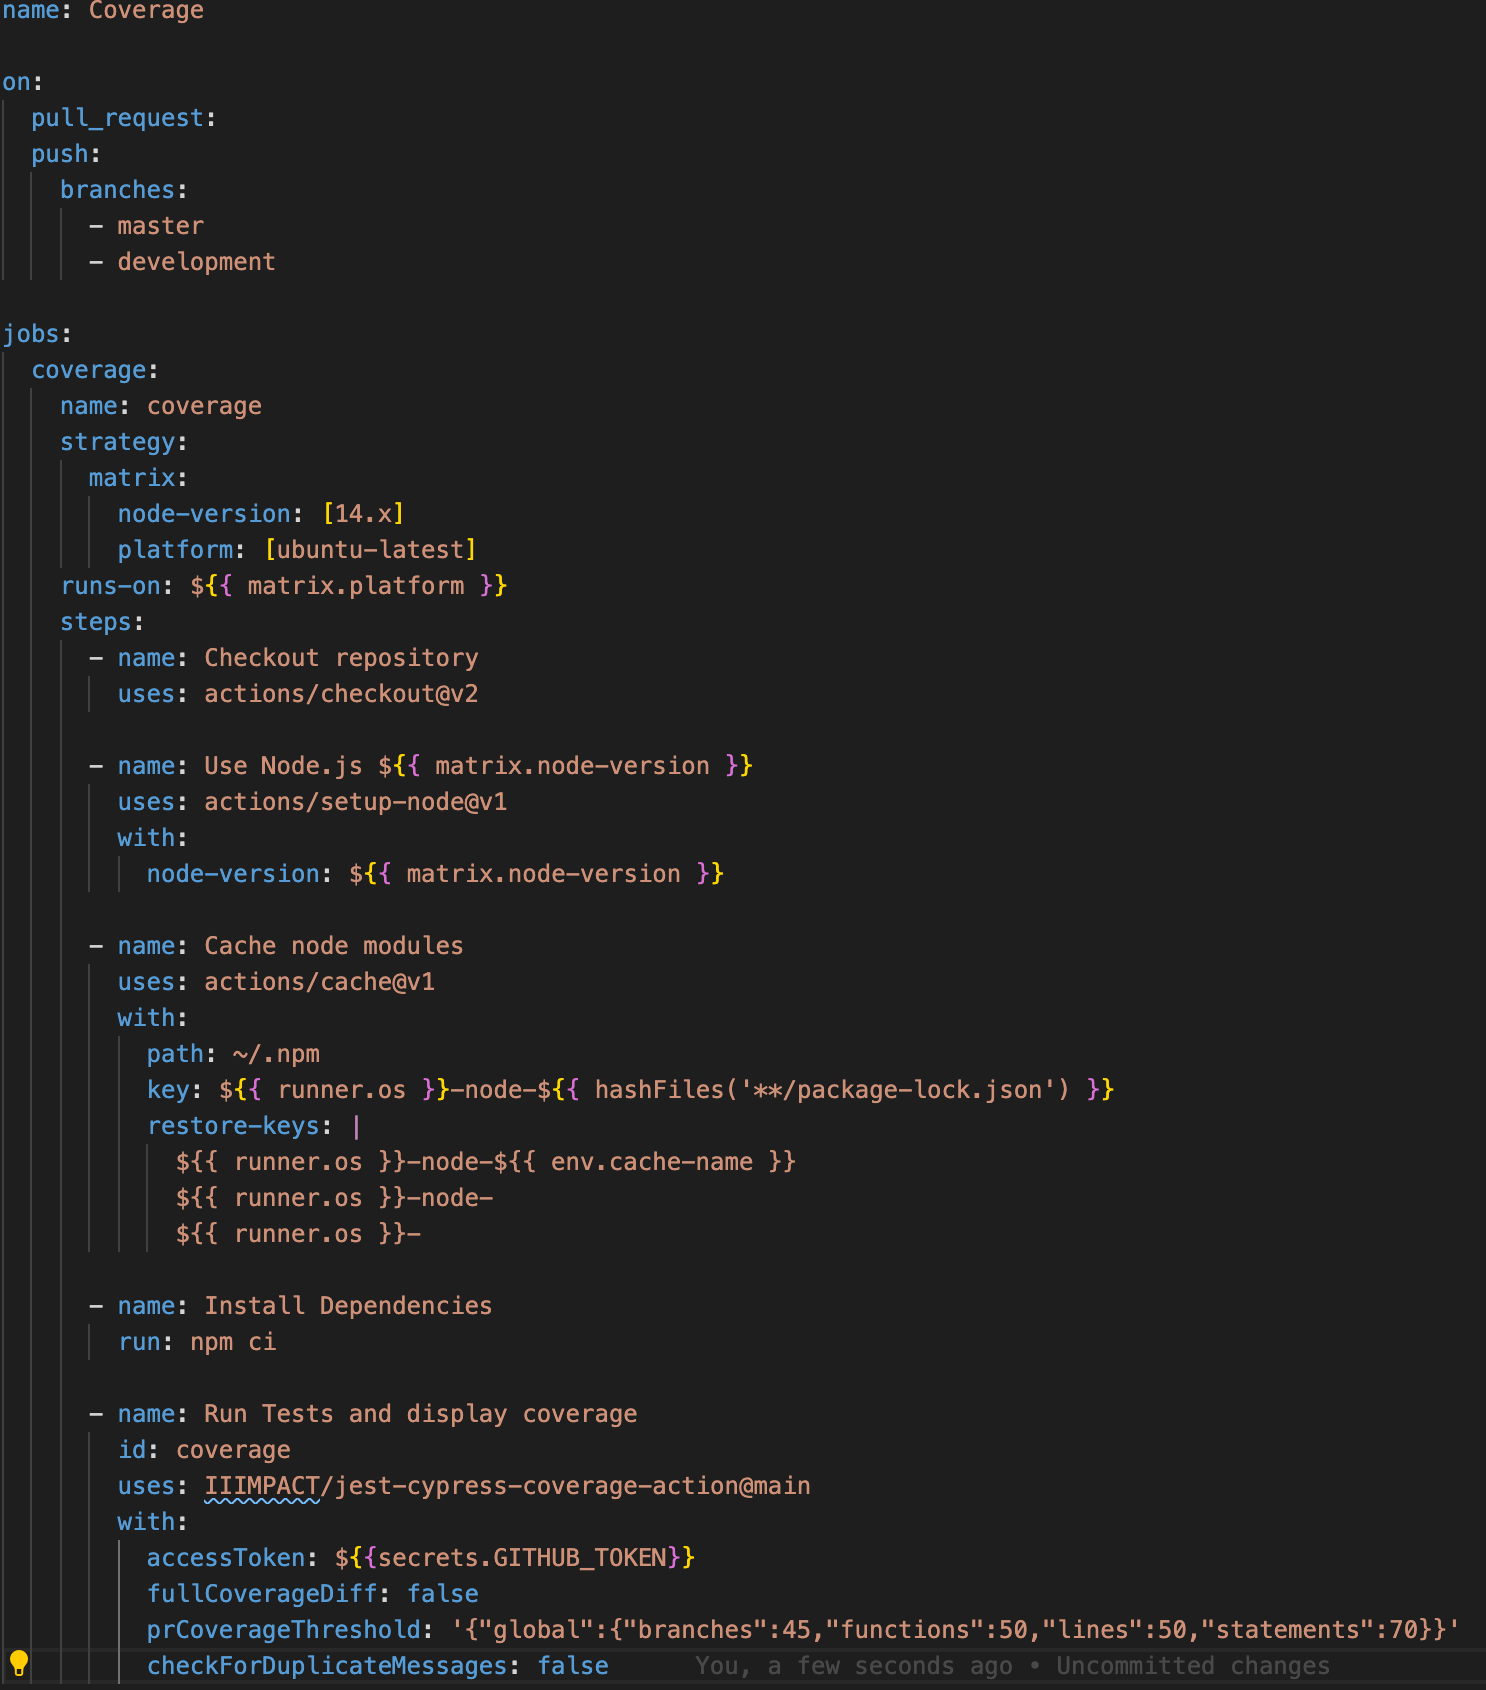 name: Coverage

on:
  pull_request:
  push:
    branches:
      - master
      - development

jobs:
  coverage:
    name: coverage
    strategy:
      matrix:
        node-version: [14.x]
        platform: [ubuntu-latest]
    runs-on: ${{ matrix.platform }}
    steps:
      - name: Checkout repository
        uses: actions/checkout@v2

      - name: Use Node.js ${{ matrix.node-version }}
        uses: actions/setup-node@v1
        with:
          node-version: ${{ matrix.node-version }}

      - name: Cache node modules
        uses: actions/cache@v1
        with:
          path: ~/.npm
          key: ${{ runner.os }}-node-${{ hashFiles('**/package-lock.json') }}
          restore-keys: |
            ${{ runner.os }}-node-${{ env.cache-name }}
            ${{ runner.os }}-node-
            ${{ runner.os }}-

      - name: Install Dependencies
        run: npm ci

      - name: Run Tests and display coverage
        id: coverage
        uses: IIIMPACT/jest-cypress-coverage-action@main
        with:
          accessToken: ${{secrets.GITHUB_TOKEN}}
          fullCoverageDiff: false
          prCoverageThreshold: '{"global":{"branches":45,"functions":50,"lines":50,"statements":70}}'
          checkForDuplicateMessages: false      You, a few seconds ago • Uncommitted changes